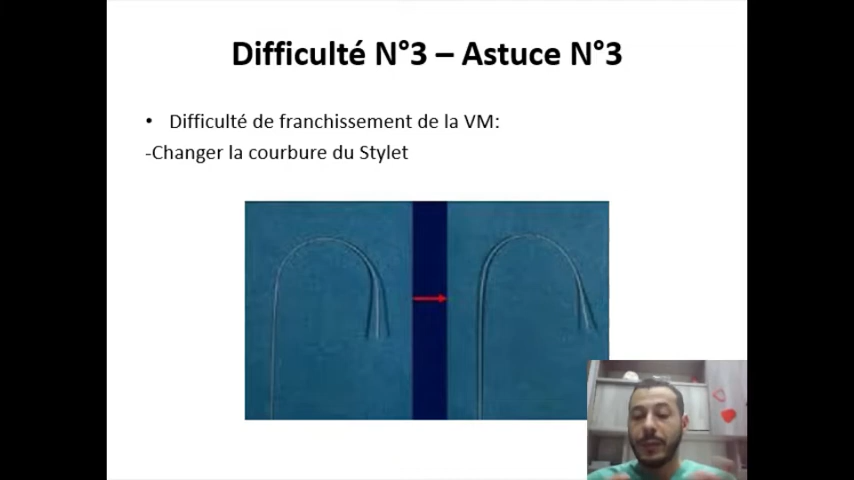 Difficulté N°3 – Astuce N°3
• Difficulté de franchissement de la VM:
-Changer la courbure du Stylet